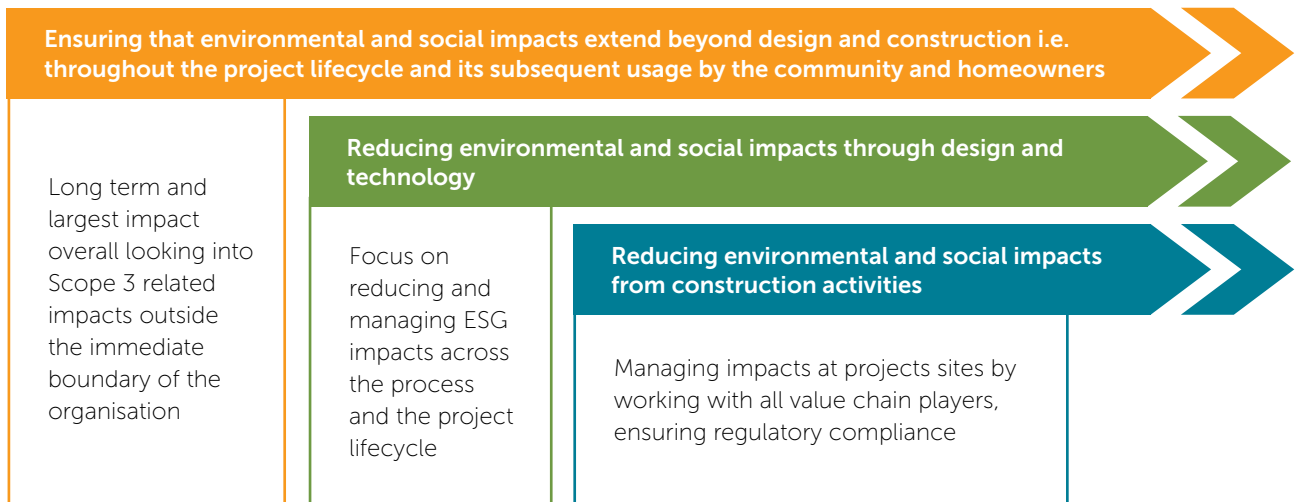 Ensuring that environmental and social impacts extend beyond design and construction i.e.
throughout the project lifecycle and its subsequent usage by the community and homeowners
Long term and
largest impact
overall looking into
Scope 3 related
impacts outside
the immediate
boundary of the
organisation
Reducing environmental and social impacts through design and
technology
Focus on
reducing and
managing ESG
impacts across
the process
and the project
lifecycle
Reducing environmental and social impacts
from construction activities
Managing impacts at projects sites by
working with all value chain players,
ensuring regulatory compliance